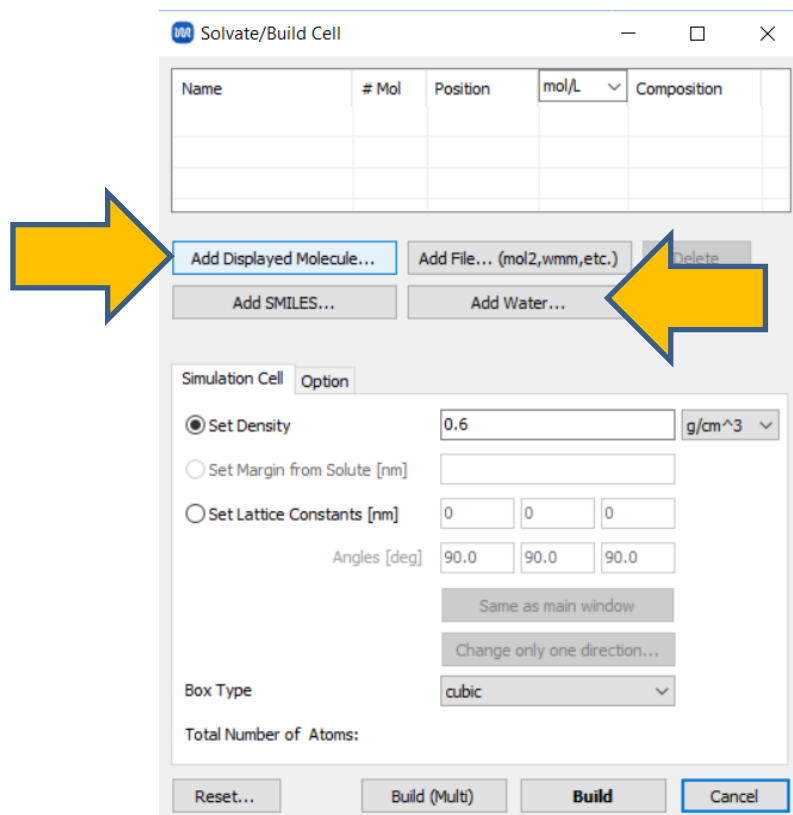 Solvate/Build Cell
Name # Mol Position mol/L Composition
Add Displayed Molecule... Add File... (mol2,wmm,etc.) Delete
Add SMILES... Add Water...
Simulation Cell Option
Set Density 0.6 g/cm^3
Set Margin from Solute [nm]
Set Lattice Constants [nm] 0 0 0
Angles [deg] 90.0 90.0 90.0
Same as main window
Change only one direction...
Box Type cubic
Total Number of Atoms:
Reset... Build (Multi) Build Cancel